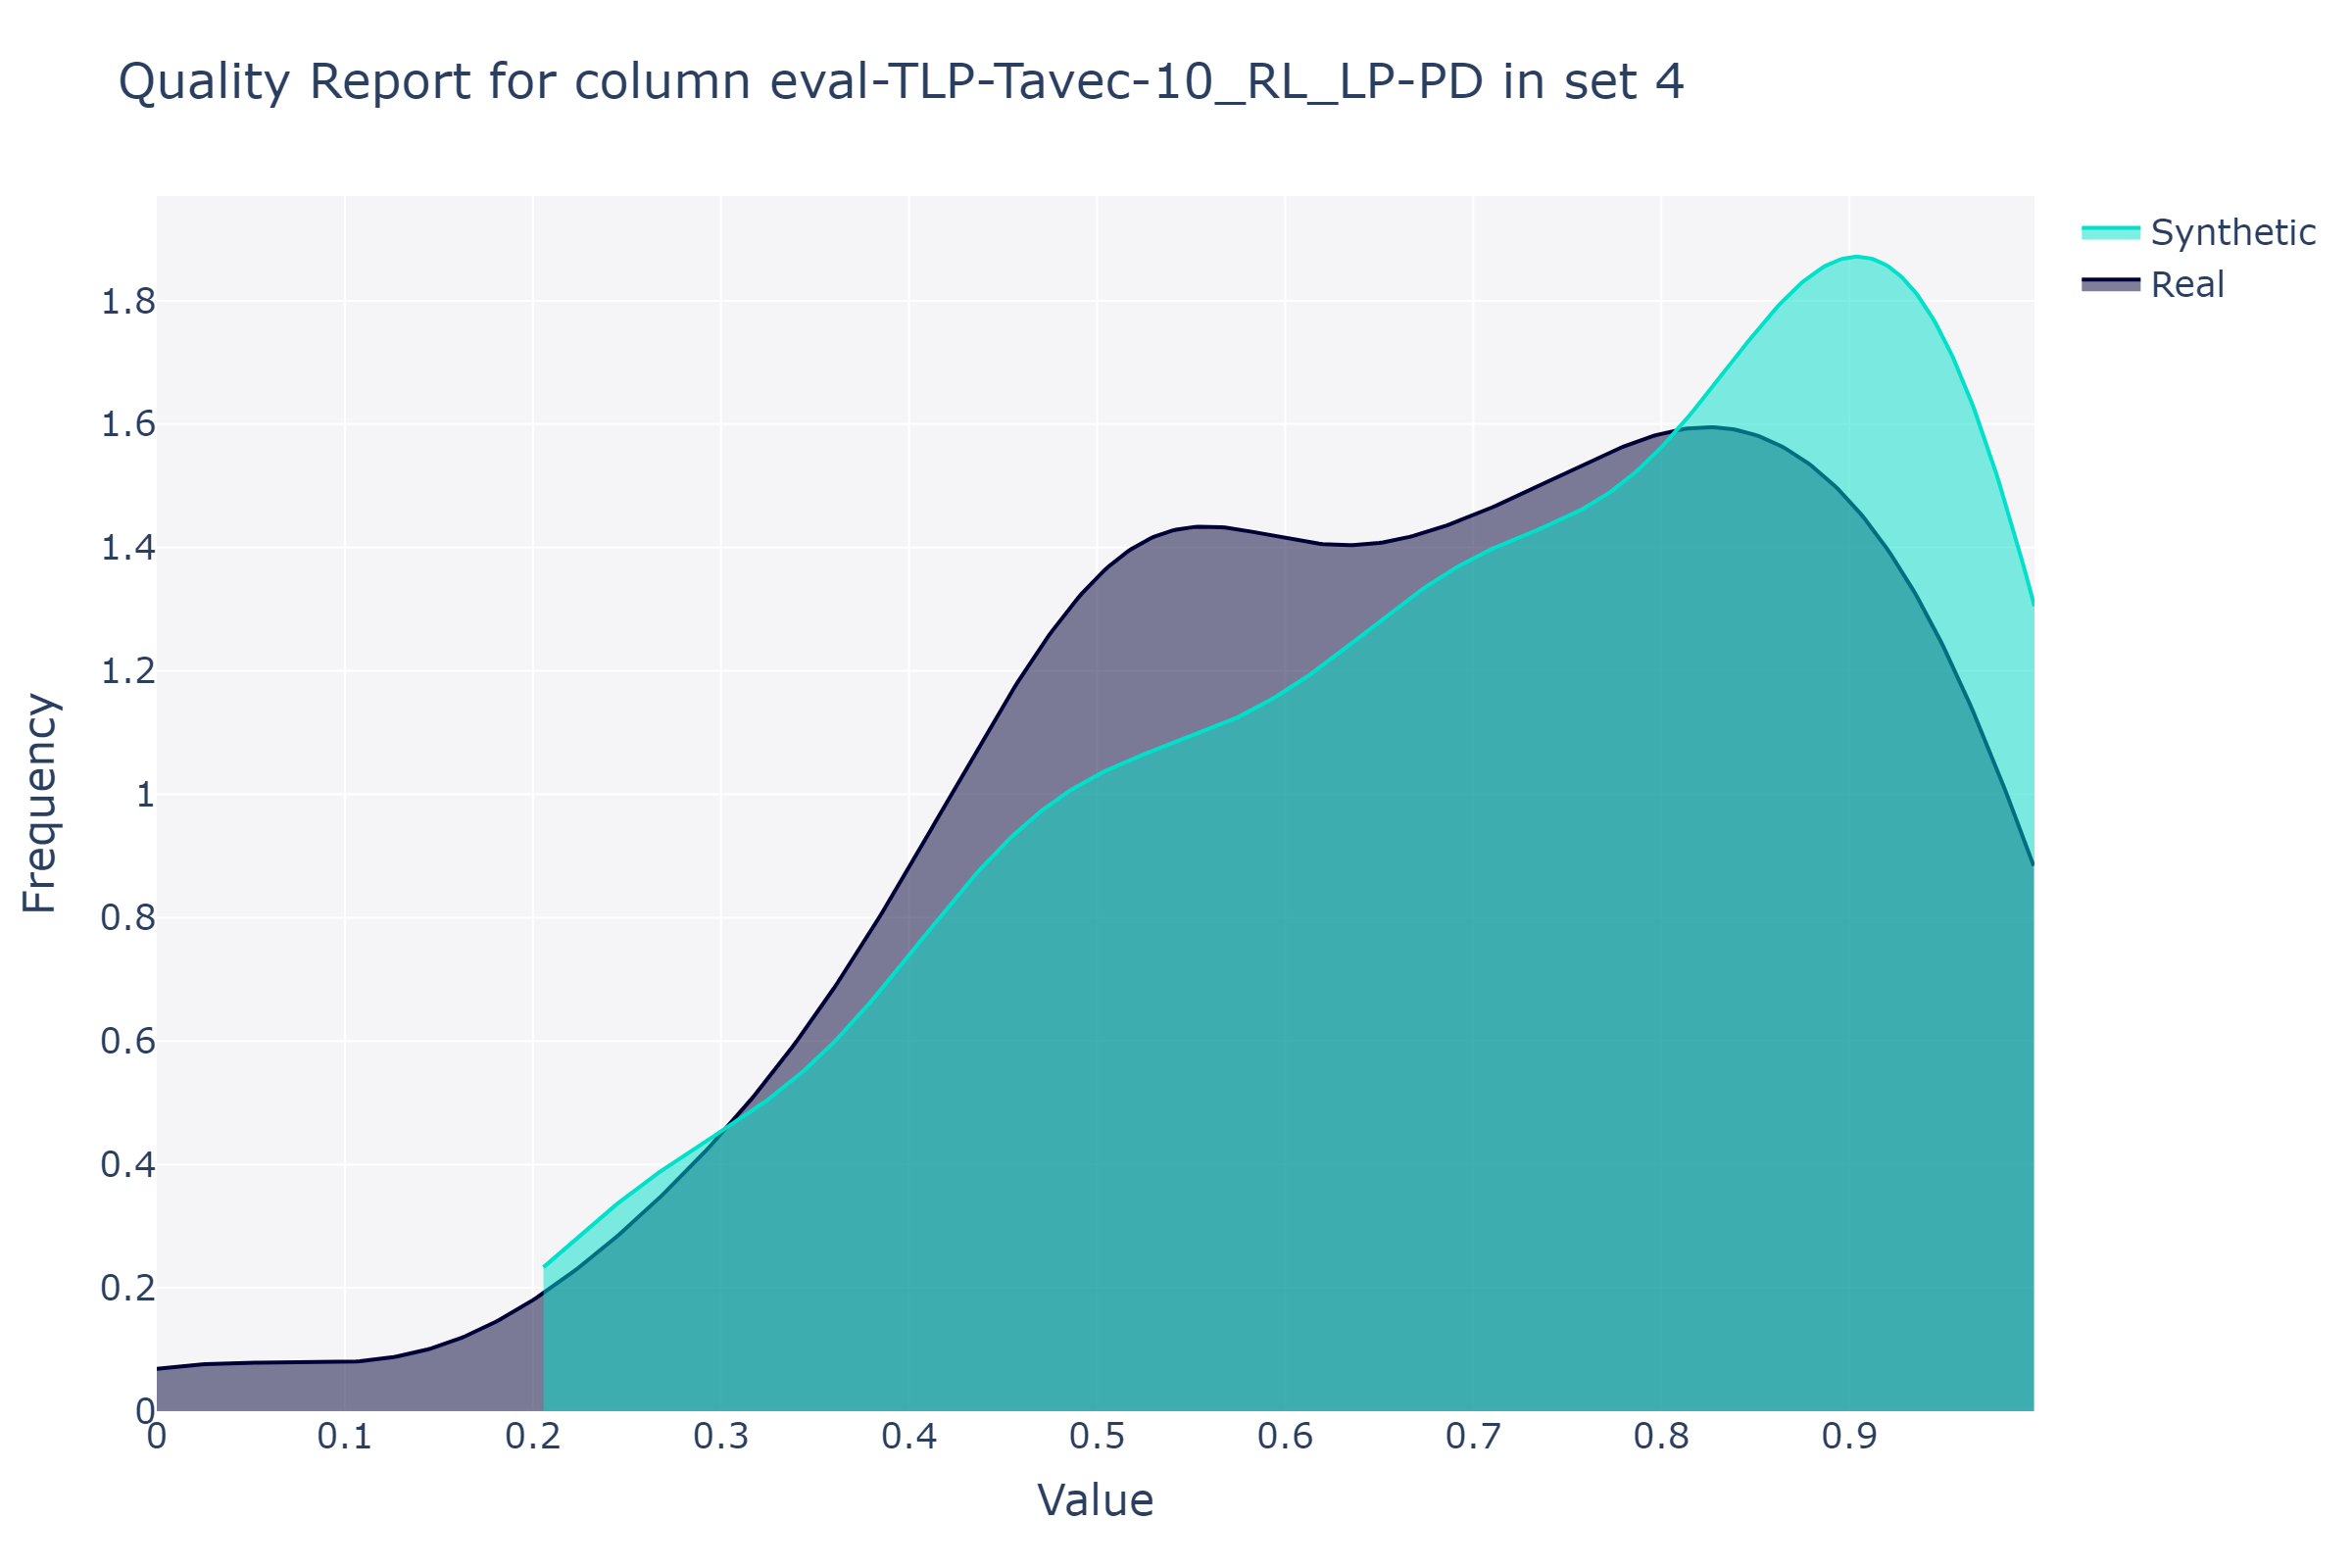 Quality Report for column eval-TLP-Tavec-10_RL_LP-PD in set 4
Synthetic
Real
Frequency
1.8
1.6
1.4
1.2
1
0.8
0.6
0.4
0.2
0
0 0.1 0.2 0.3 0.4 0.5 0.6 0.7 0.8 0.9
Value